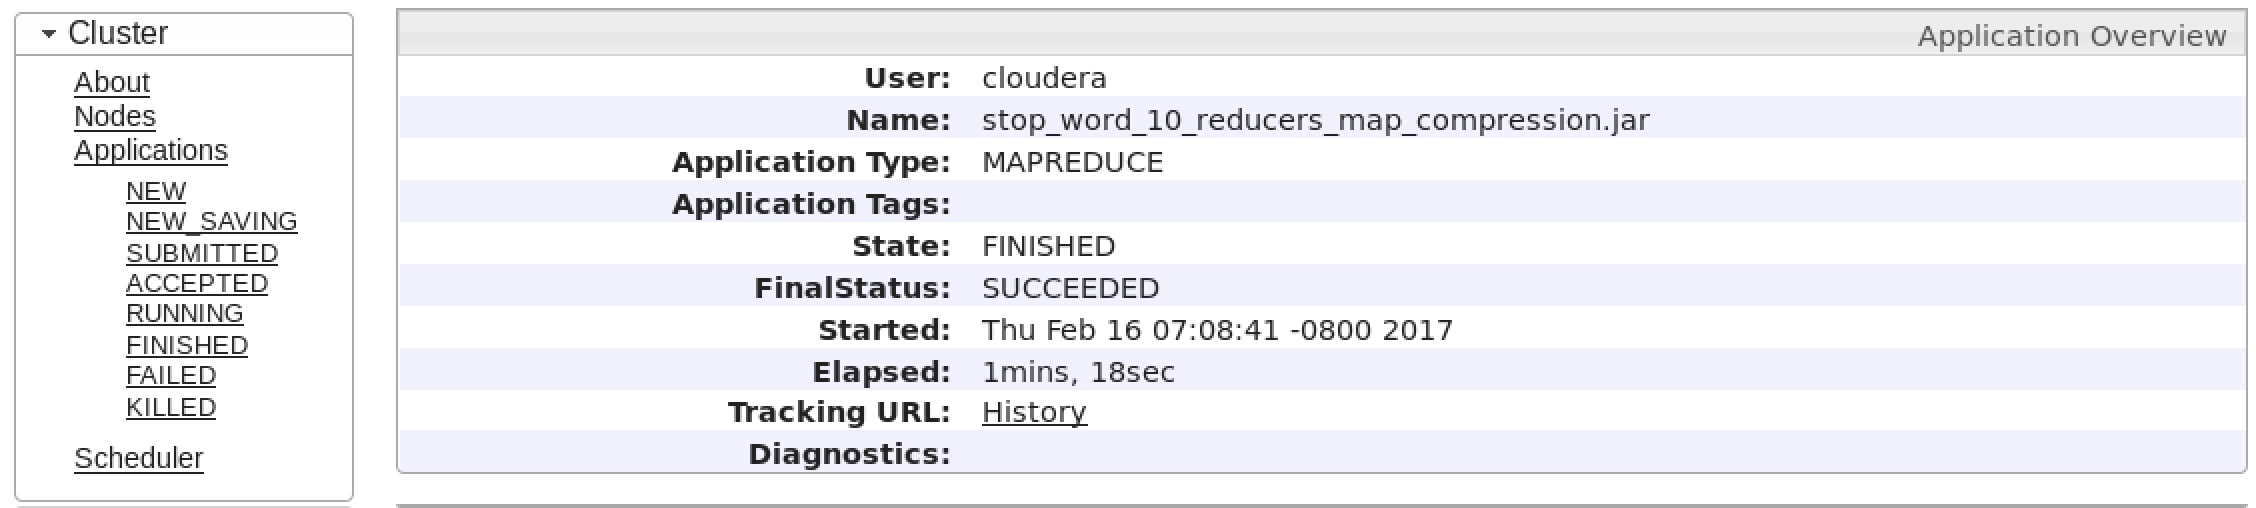 Cluster
About
Nodes
Applications
NEW
NEW_SAVING
SUBMITTED
ACCEPTED
RUNNING
FINISHED
FAILED
KILLED
Scheduler
Application Overview
User: cloudera
Name: stop_word_10_reducers_map_compression.jar
Application Type: MAPREDUCE
Application Tags:
State: FINISHED
FinalStatus: SUCCEEDED
Started: Thu Feb 16 07:08:41 -0800 2017
Elapsed: 1mins, 18sec
Tracking URL: History
Diagnostics: